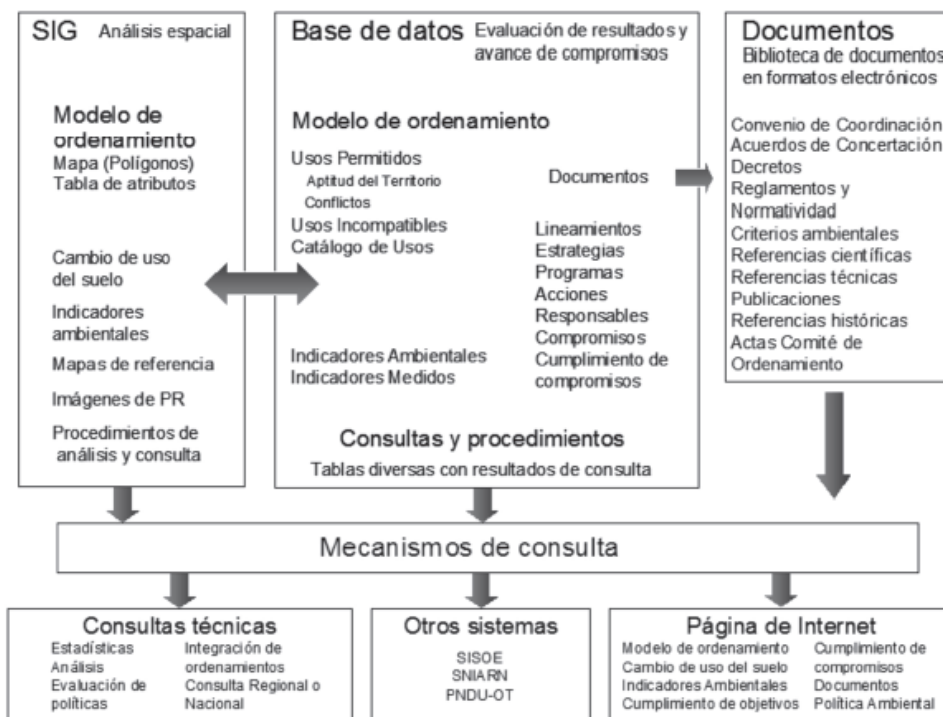 SIG
Análisis espacial
Modelo de
ordenamiento
Mapa (Polígonos)
Tabla de atributos
Cambio de uso
del suelo
Indicadores
ambientales
Mapas de referencia
Imágenes de PR
Procedimientos de
análisis y consulta
Base de datos
Evaluación de resultados y
avance de compromisos
Modelo de ordenamiento
Usos Permitidos
Aptitud del Territorio
Conflictos
Usos Incompatibles
Catálogo de Usos
Indicadores Ambientales
Indicadores Medidos
Documentos
Lineamientos
Estrategias
Programas
Acciones
Responsables
Compromisos
Cumplimiento de
compromisos
Consultas y procedimientos
Tablas diversas con resultados de consulta
Documentos
Biblioteca de documentos
en formatos electrónicos
Convenio de Coordinación
Acuerdos de Concertación
Decretos
Reglamentos y
Normatividad
Criterios ambientales
Referencias científicas
Referencias técnicas
Publicaciones
Referencias históricas
Actas Comité de
Ordenamiento
Mecanismos de consulta
Consultas técnicas
Estadísticas
Análisis
Evaluación de
políticas
Integración de
ordenamientos
Consulta Regional o
Nacional
Otros sistemas
SISOE
SNIARN
PNDU-OT
Página de Internet
Modelo de ordenamiento
Cambio de uso del suelo
Indicadores Ambientales
Cumplimiento de objetivos
Cumplimiento de
compromisos
Documentos
Política Ambiental